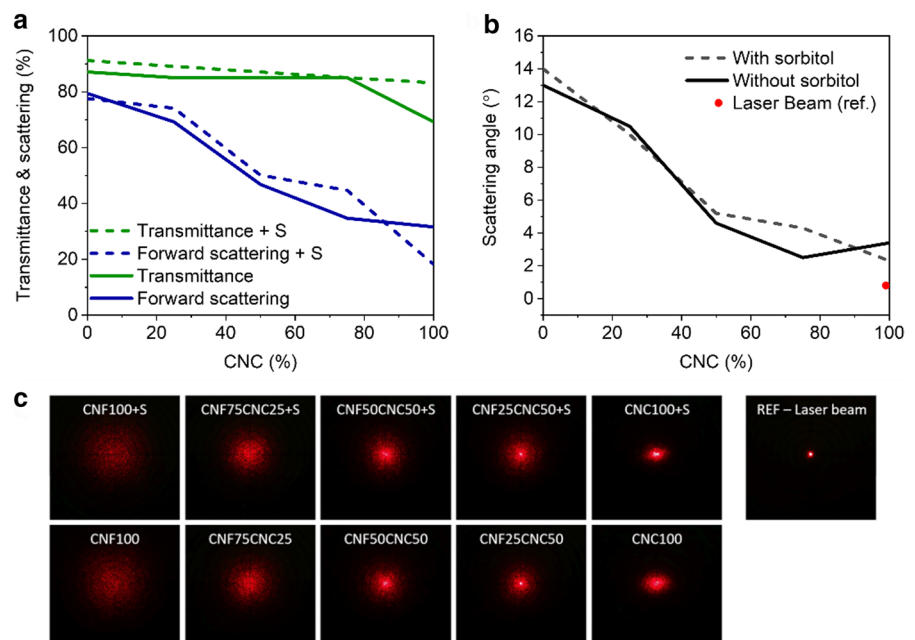 a
100
80
60
40
20
0
Transmittance & scattering (%)
Transmittance + S
Forward scattering + S
Transmittance
Forward scattering
0 20 40 60 80 100
CNC (%)
b
16
14
12
10
8
6
4
2
0
Scattering angle (°)
With sorbitol
Without sorbitol
Laser Beam (ref.)
0 20 40 60 80 100
CNC (%)
c
CNF100+S CNF75CNC25+S CNF50CNC50+S CNF25CNC50+S CNC100+S REF – Laser beam
CNF100 CNF75CNC25 CNF50CNC50 CNF25CNC50 CNC100